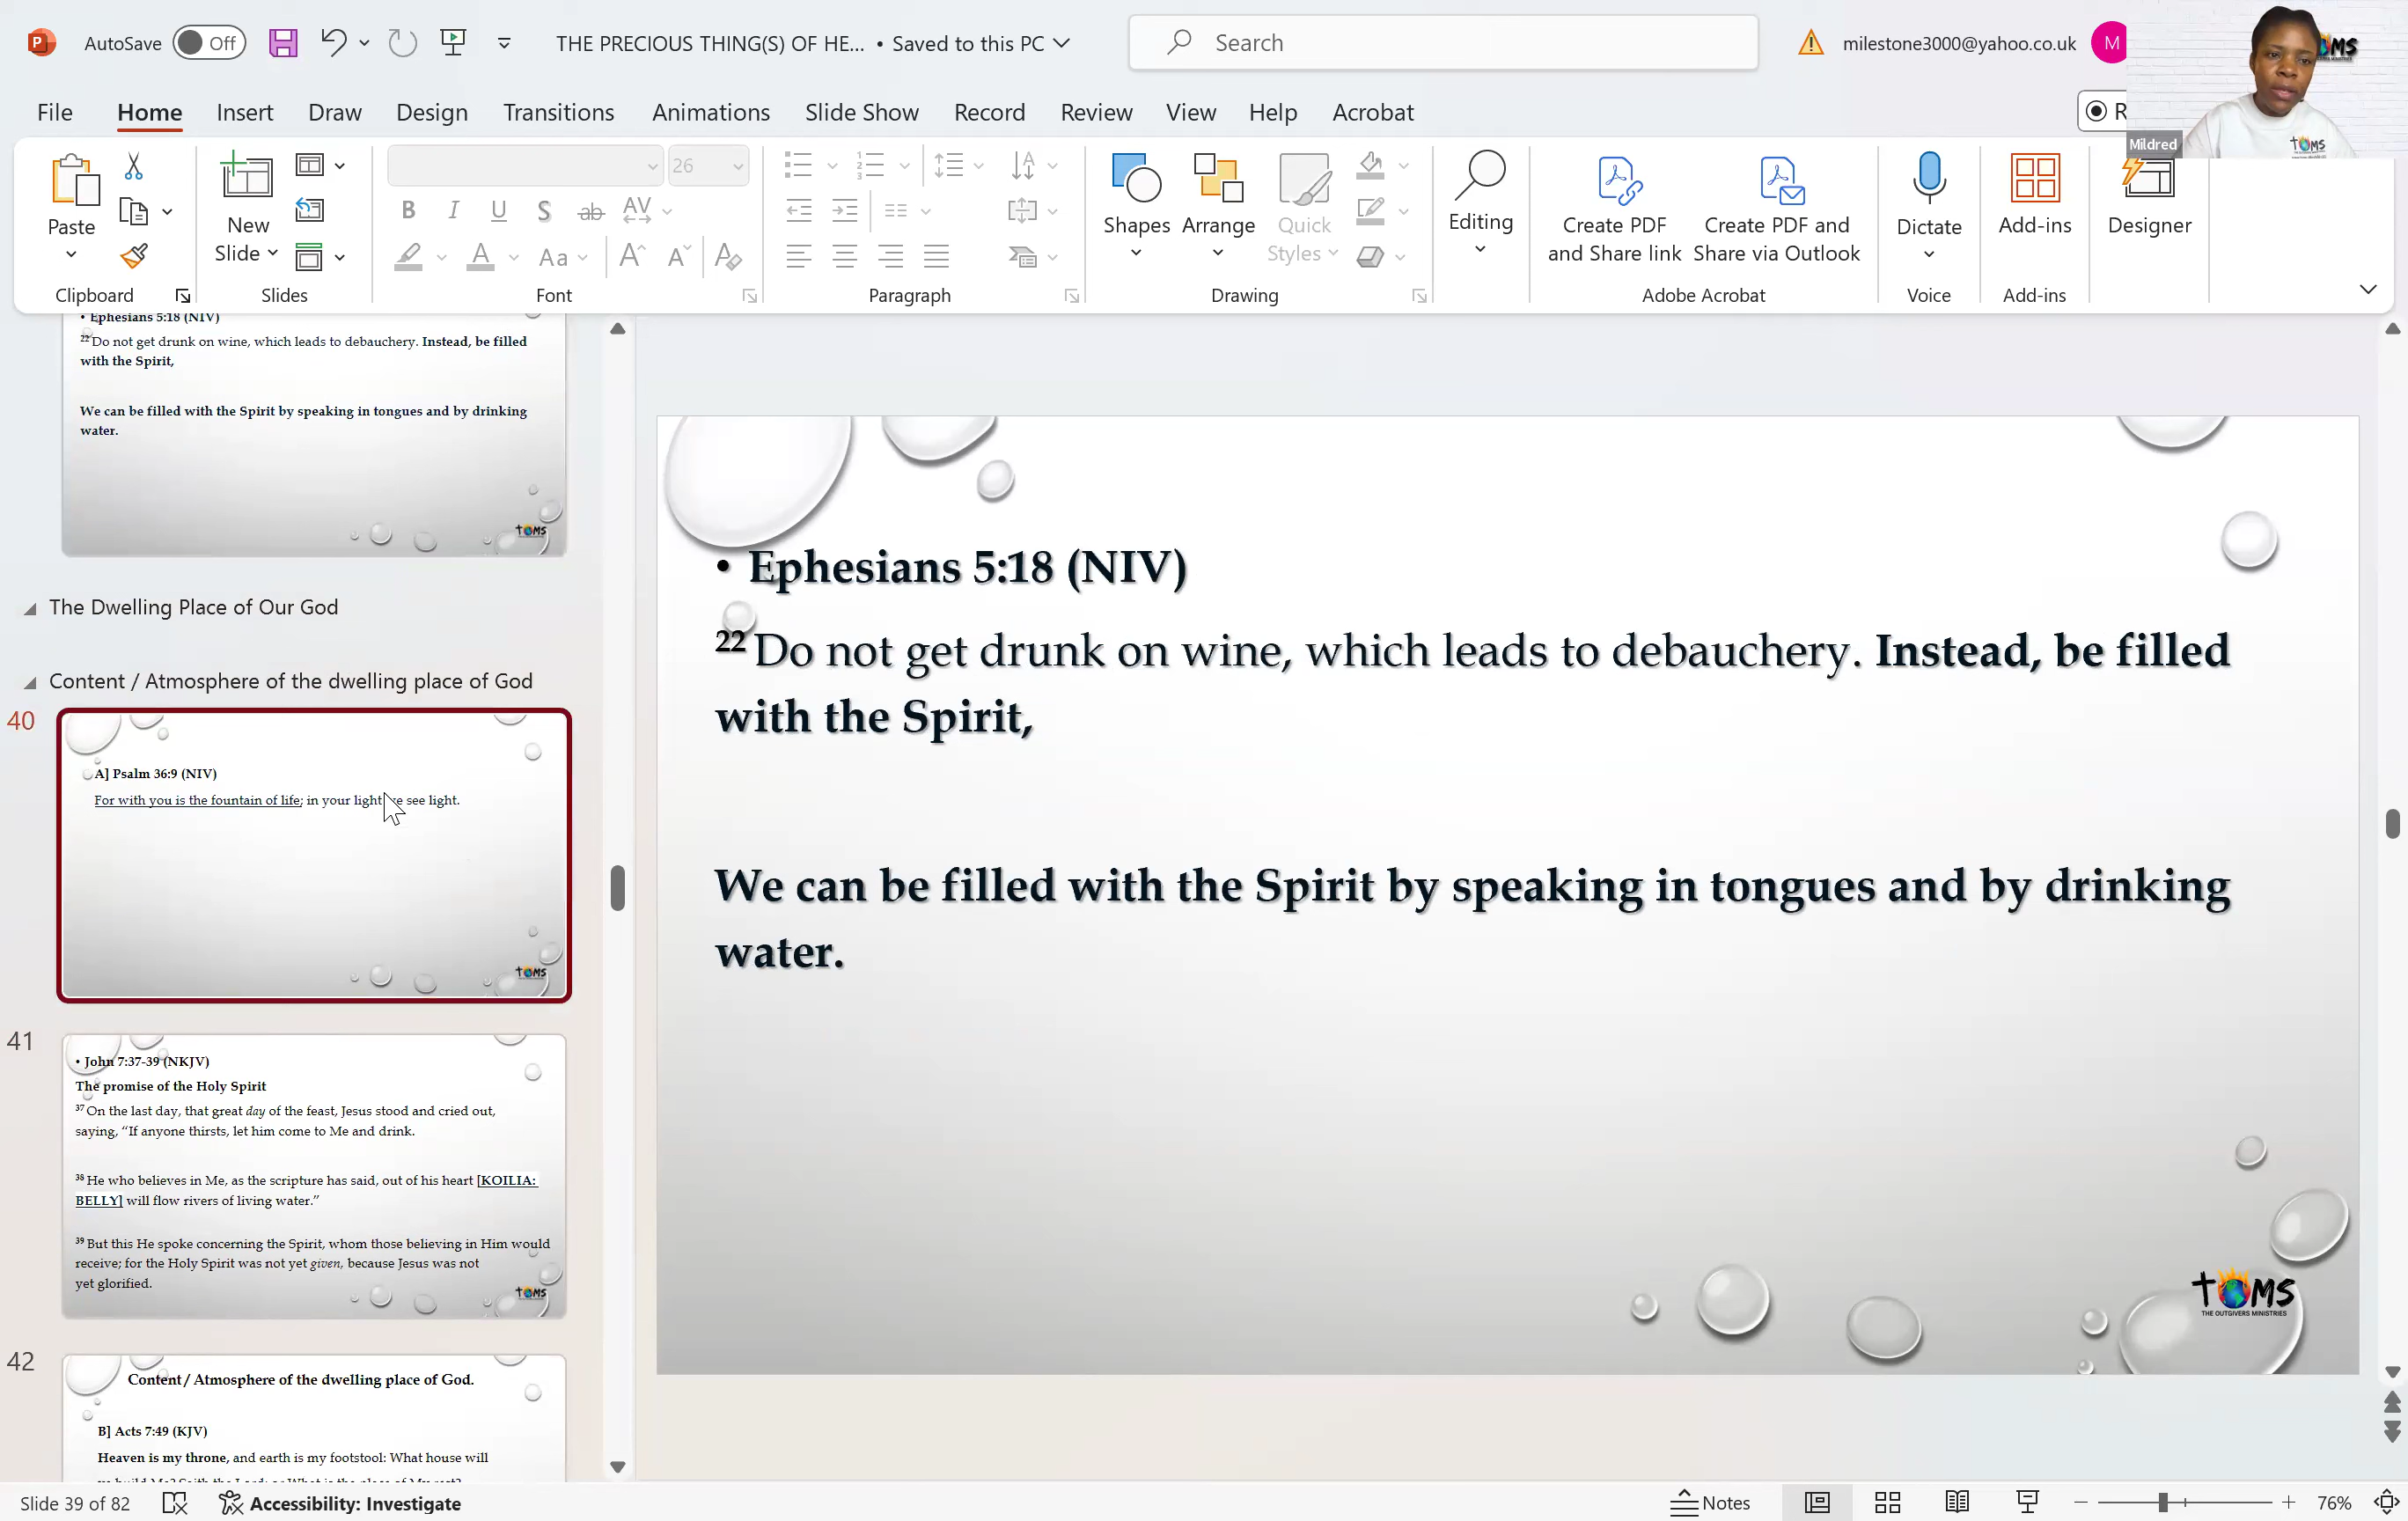 AutoSave Off THE PRECIOUS THING(S) OF HE... • Saved to this PC Search milestone3000@yahoo.co.uk M
File Home Insert Draw Design Transitions Animations Slide Show Record Review View Help Acrobat
Mildred
TOMS
Paste
Clipboard
New
Slide
Slides
26
B I U S ab AV
A Aa A A A
Font
Paragraph
Shapes
Arrange
Quick
Styles
Drawing
Editing
Create PDF
and Share link
Create PDF and
Share via Outlook
Adobe Acrobat
Dictate
Voice
Add-ins
Add-ins
Designer
• Ephesians 5:18 (NIV)
22 Do not get drunk on wine, which leads to debauchery. Instead, be filled
with the Spirit,
We can be filled with the Spirit by speaking in tongues and by drinking
water.
TOMS
The Dwelling Place of Our God
Content / Atmosphere of the dwelling place of God
40
A] Psalm 36:9 (NIV)
For with you is the fountain of life; in your light we see light.
TOMS
41
• John 7:37-39 (NKJV)
The promise of the Holy Spirit
37 On the last day, that great day of the feast, Jesus stood and cried out,
saying, “If anyone thirsts, let him come to Me and drink.
38 He who believes in Me, as the scripture has said, out of his heart [KOILIA:
BELLY] will flow rivers of living water.”
39 But this He spoke concerning the Spirit, whom those believing in Him would
receive; for the Holy Spirit was not yet given, because Jesus was not
yet glorified.
TOMS
42
Content / Atmosphere of the dwelling place of God.
B] Acts 7:49 (KJV)
Heaven is my throne, and earth is my footstool: What house will
• Ephesians 5:18 (NIV)
22 Do not get drunk on wine, which leads to debauchery. Instead, be filled
with the Spirit,
We can be filled with the Spirit by speaking in tongues and by drinking
water.
TOMS
THE OUTGIVERS MINISTRIES
Slide 39 of 82 Accessibility: Investigate Notes 76%